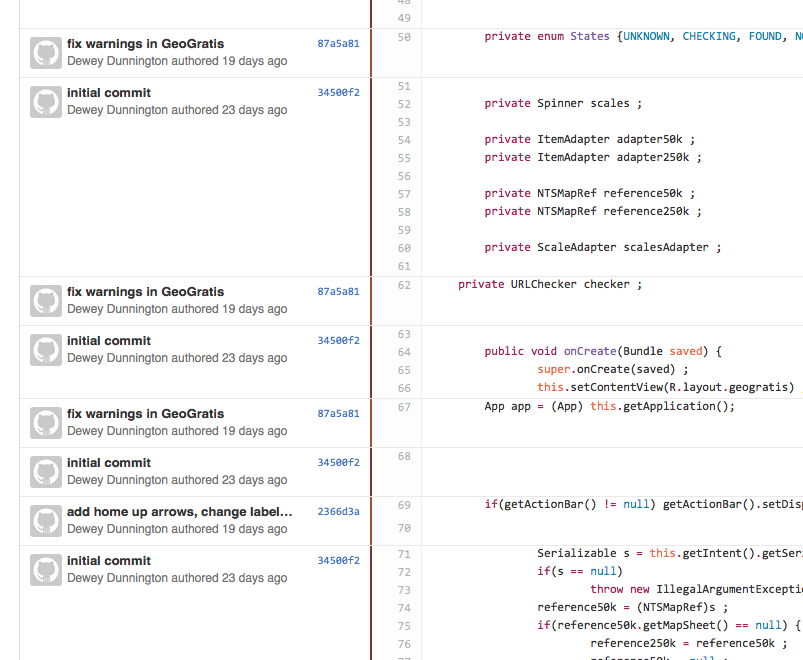 48
49
fix warnings in GeoGratis 87a5a81 50 private enum States {UNKNOWN, CHECKING, FOUND,
Dewey Dunnington authored 19 days ago
initial commit 34500f2 51
Dewey Dunnington authored 23 days ago 52 private Spinner scales ;
53
54 private ItemAdapter adapter50k ;
55 private ItemAdapter adapter250k ;
56
57 private NTSMapRef reference50k ;
58 private NTSMapRef reference250k ;
59
60 private ScaleAdapter scalesAdapter ;
61
fix warnings in GeoGratis 87a5a81 62 private URLChecker checker ;
Dewey Dunnington authored 19 days ago
initial commit 34500f2 63
Dewey Dunnington authored 23 days ago 64 public void onCreate(Bundle saved) {
65 super.onCreate(saved) ;
66 this.setContentView(R.layout.geogratis) ;
fix warnings in GeoGratis 87a5a81 67 App app = (App) this.getApplication();
Dewey Dunnington authored 19 days ago
initial commit 34500f2 68
Dewey Dunnington authored 23 days ago
add home up arrows, change label… 2366d3a 69 if(getActionBar() != null) getActionBar().setDisp
Dewey Dunnington authored 19 days ago 70
initial commit 34500f2 71 Serializable s = this.getIntent().getSeri
Dewey Dunnington authored 23 days ago 72 if(s == null)
73 throw new IllegalArgumentExceptio
74 reference50k = (NTSMapRef)s ;
75 if(reference50k.getMapSheet() == null) {
76 reference250k = reference50k ;
77 reference50k = null ;